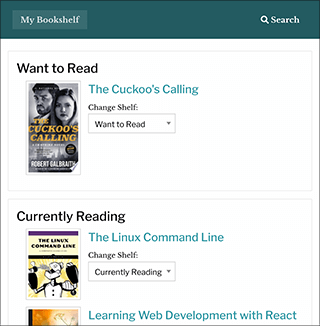 My Bookshelf
Search
Want to Read
The Cuckoo's Calling
Change Shelf:
Want to Read
THE
CUCKOO'S
CALLING
ROBERT
GALBRAITH
Currently Reading
The Linux Command Line
Change Shelf:
Currently Reading
THE LINUX
COMMAND LINE
Learning Web Development with React